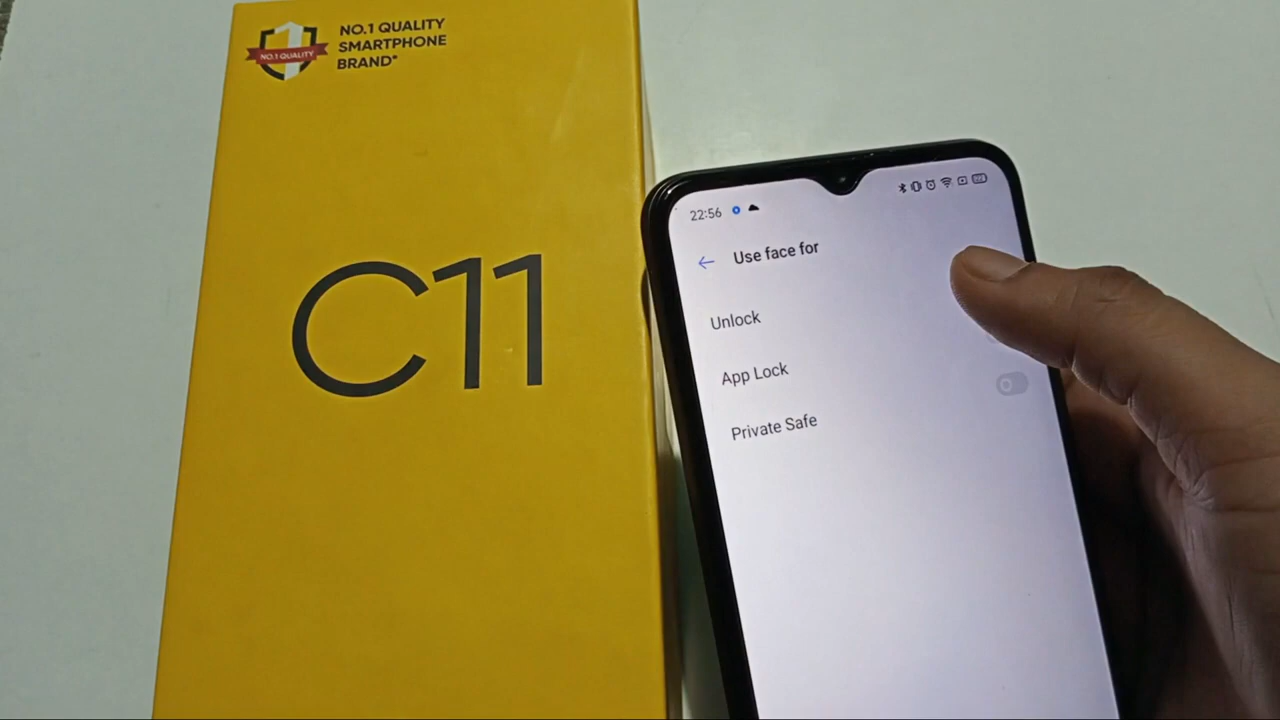 NO.1 QUALITY
SMARTPHONE
BRAND*
NO.1 QUALITY
C11
22:56
Use face for
Unlock
App Lock
Private Safe